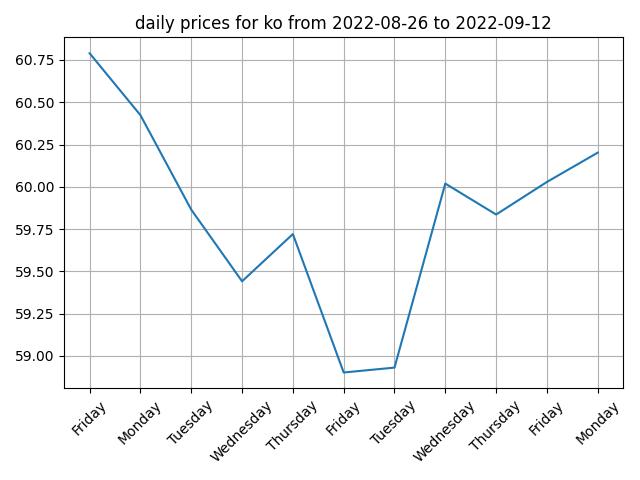 daily prices for ko from 2022-08-26 to 2022-09-12
60.75
60.50
60.25
60.00
59.75
59.50
59.25
59.00
Friday
Monday
Tuesday
Wednesday
Thursday
Friday
Tuesday
Wednesday
Thursday
Friday
Monday